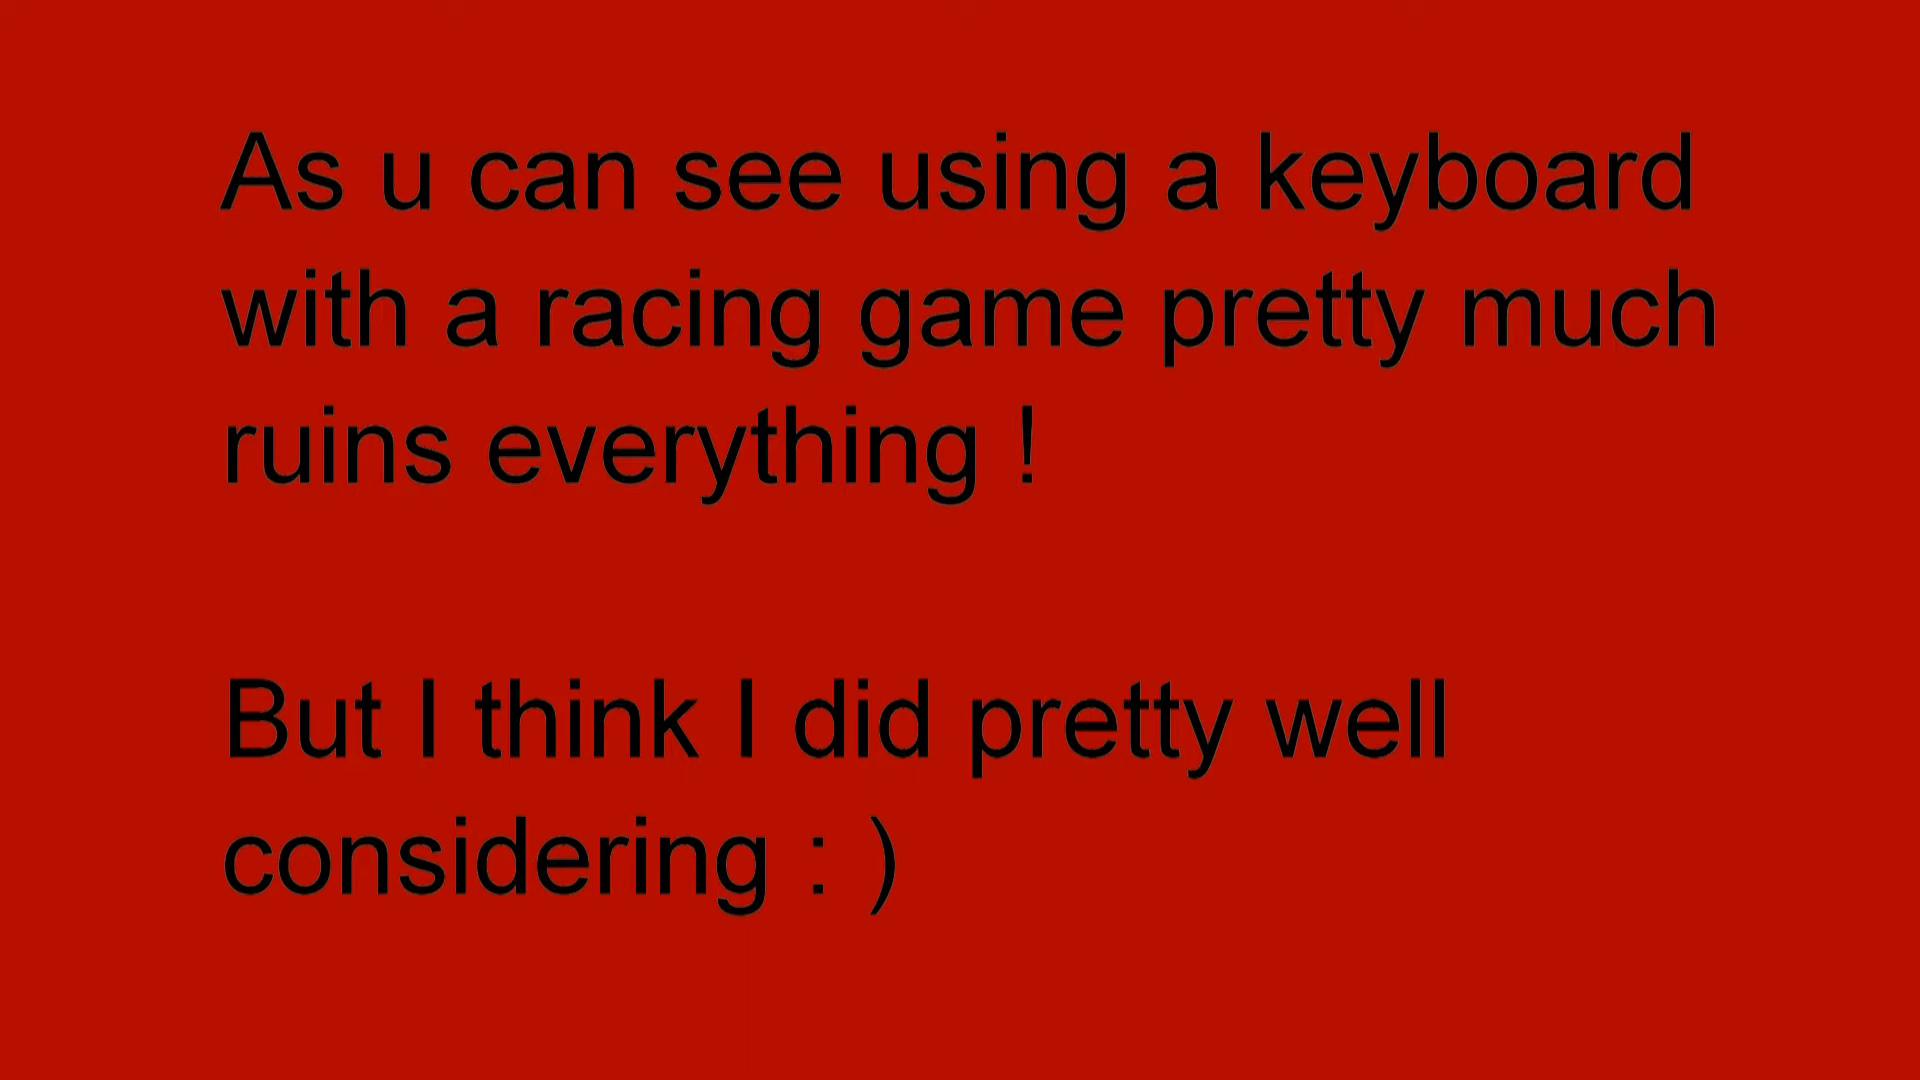 As u can see using a keyboard
with a racing game pretty much
ruins everything !
But I think I did pretty well
considering : )